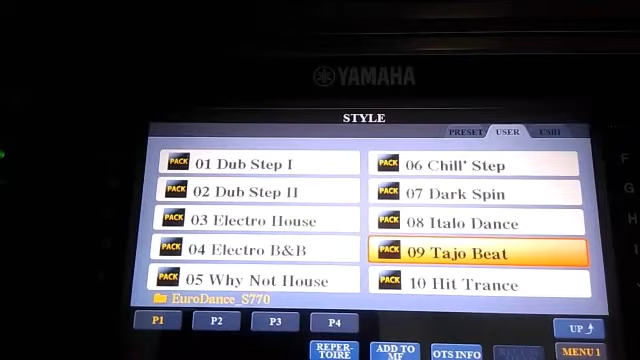 YAMAHA
STYLE
PRESET USER USB1
PACK 01 Dub Step I
PACK 02 Dub Step II
PACK 03 Electro House
PACK 04 Electro B&B
PACK 05 Why Not House
PACK 06 Chill' Step
PACK 07 Dark Spin
PACK 08 Italo Dance
PACK 09 Tajo Beat
PACK 10 Hit Trance
EuroDance_S770
P1 P2 P3 P4 UP
REPER-
TOIRE
ADD TO
MF
OTS INFO
MENU 1
F
G
H
I